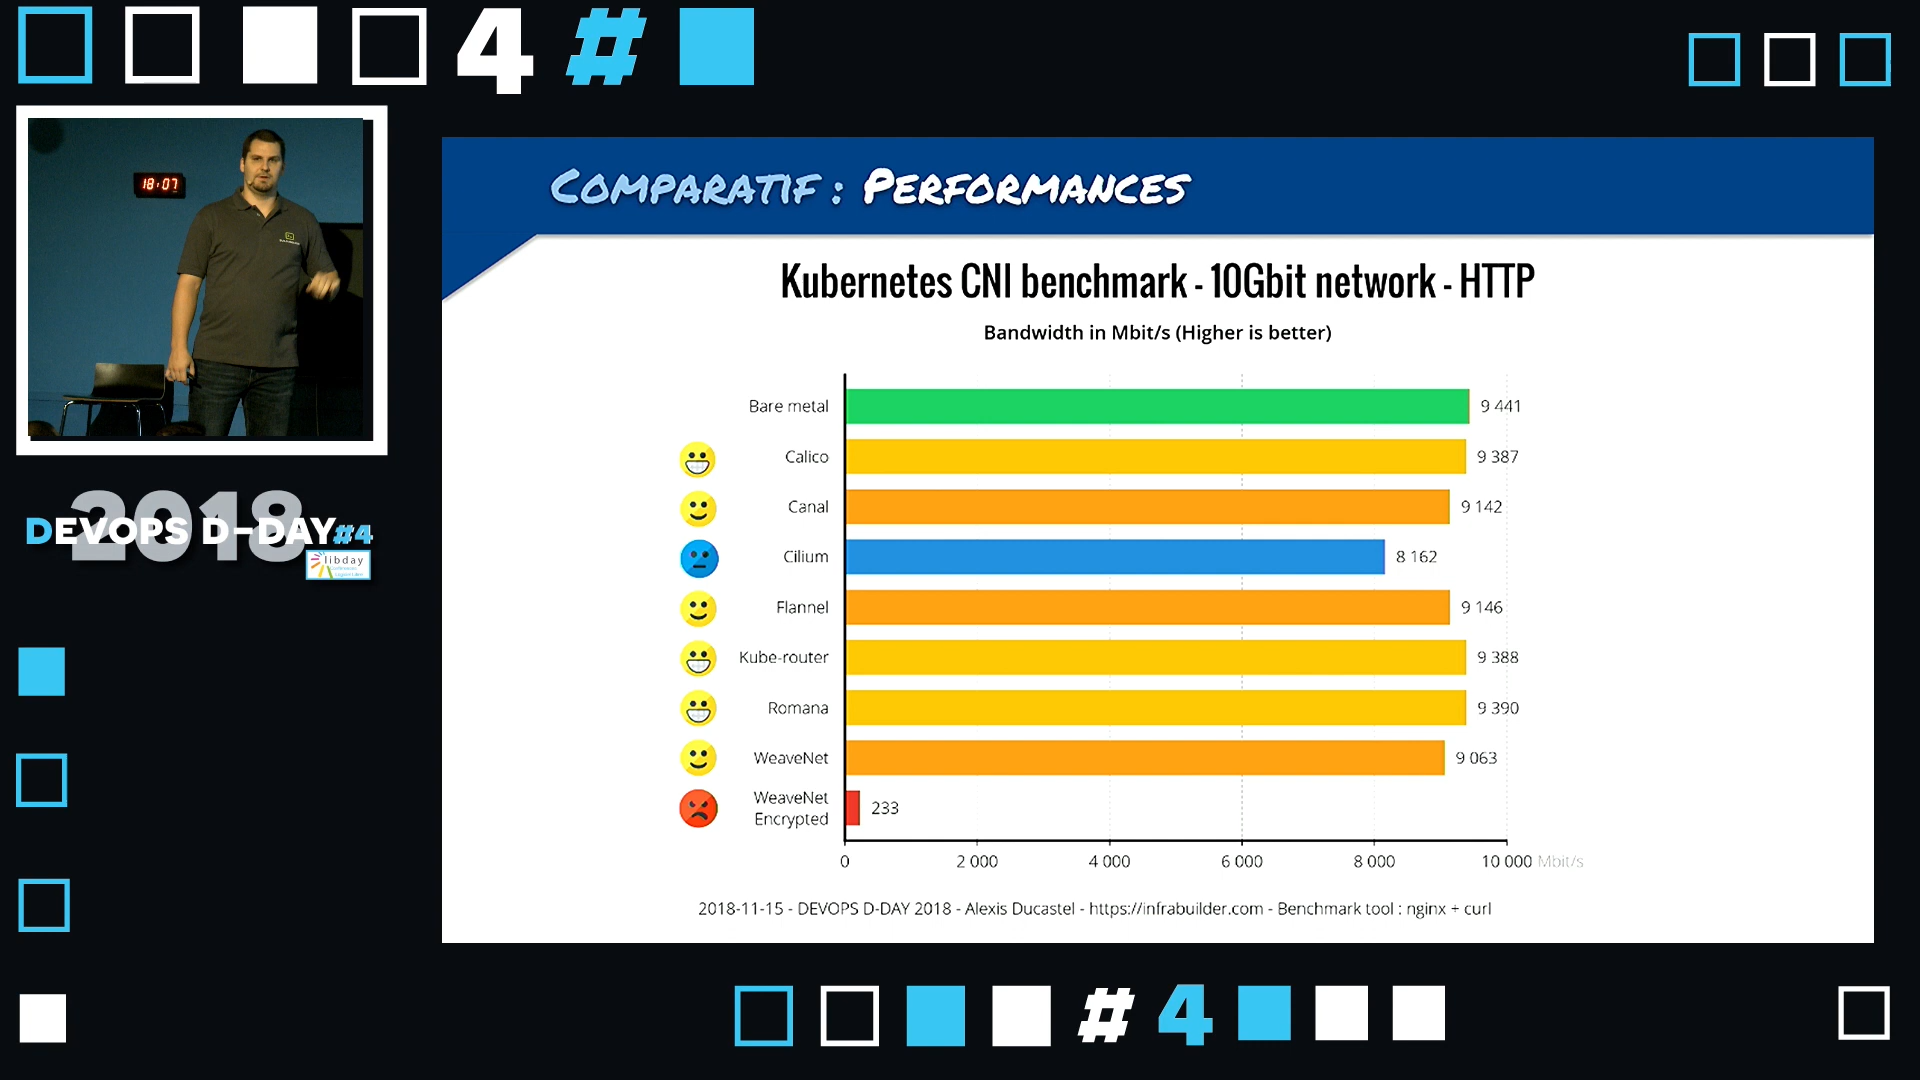 4 #
18:07
2018
DEVOPS D-DAY#4
libday
COMPARATIF : PERFORMANCES
Kubernetes CNI benchmark - 10Gbit network - HTTP
Bandwidth in Mbit/s (Higher is better)
Bare metal 9 441
Calico 9 387
Canal 9 142
Cilium 8 162
Flannel 9 146
Kube-router 9 388
Romana 9 390
WeaveNet 9 063
WeaveNet
Encrypted 233
0 2 000 4 000 6 000 8 000 10 000 Mbit/s
2018-11-15 - DEVOPS D-DAY 2018 - Alexis Ducastel - https://infrabuilder.com - Benchmark tool : nginx + curl
# 4